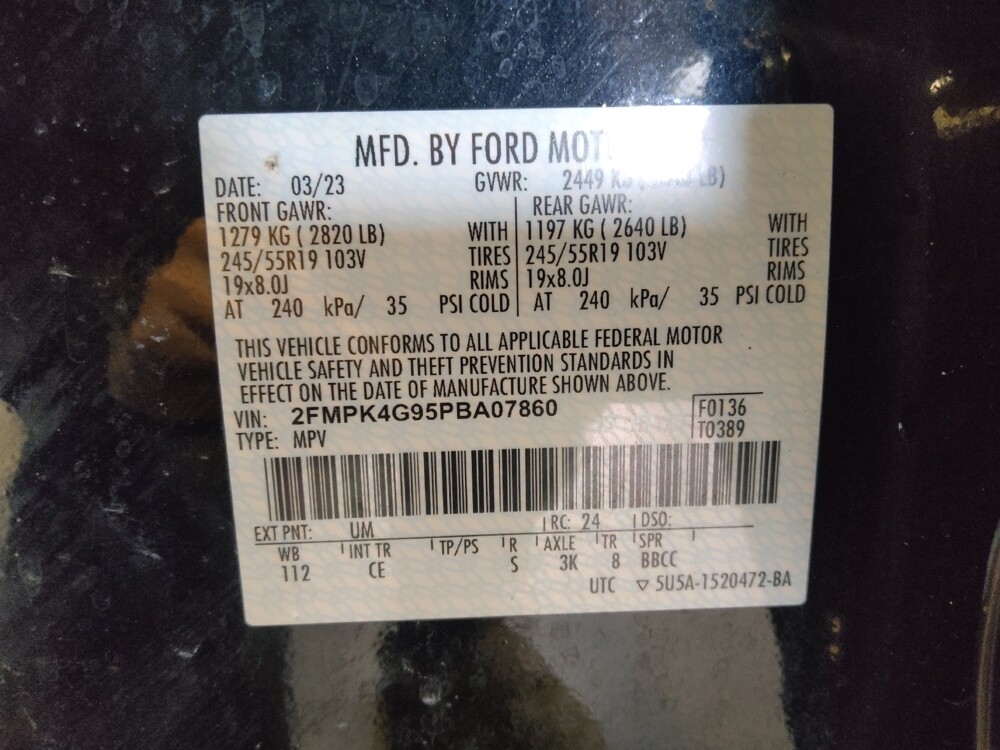 MFD. BY FORD
DATE: 03/23 GVWR: 2449 KG LB)
FRONT GAWR: REAR GAWR:
1279 KG ( 2820 LB) WITH 1197 KG ( 2640 LB) WITH
245/55R19 103V TIRES 245/55R19 103V TIRES
19x8.0J RIMS 19x8.0J RIMS
AT 240 kPa/ 35 PSI COLD AT 240 kPa/ 35 PSI COLD
THIS VEHICLE CONFORMS TO ALL APPLICABLE FEDERAL MOTOR
VEHICLE SAFETY AND THEFT PREVENTION STANDARDS IN
EFFECT ON THE DATE OF MANUFACTURE SHOWN ABOVE.
VIN: 2FMPK4G95PBA07860 F0136
TYPE: MPV T0389
EXT PNT: UM RC: 24 DSO:
WB INT TR TP/PS R AXLE TR SPR
112 CE S 3K 8 BBCC
UTC ▽ 5U5A-1520472-BA